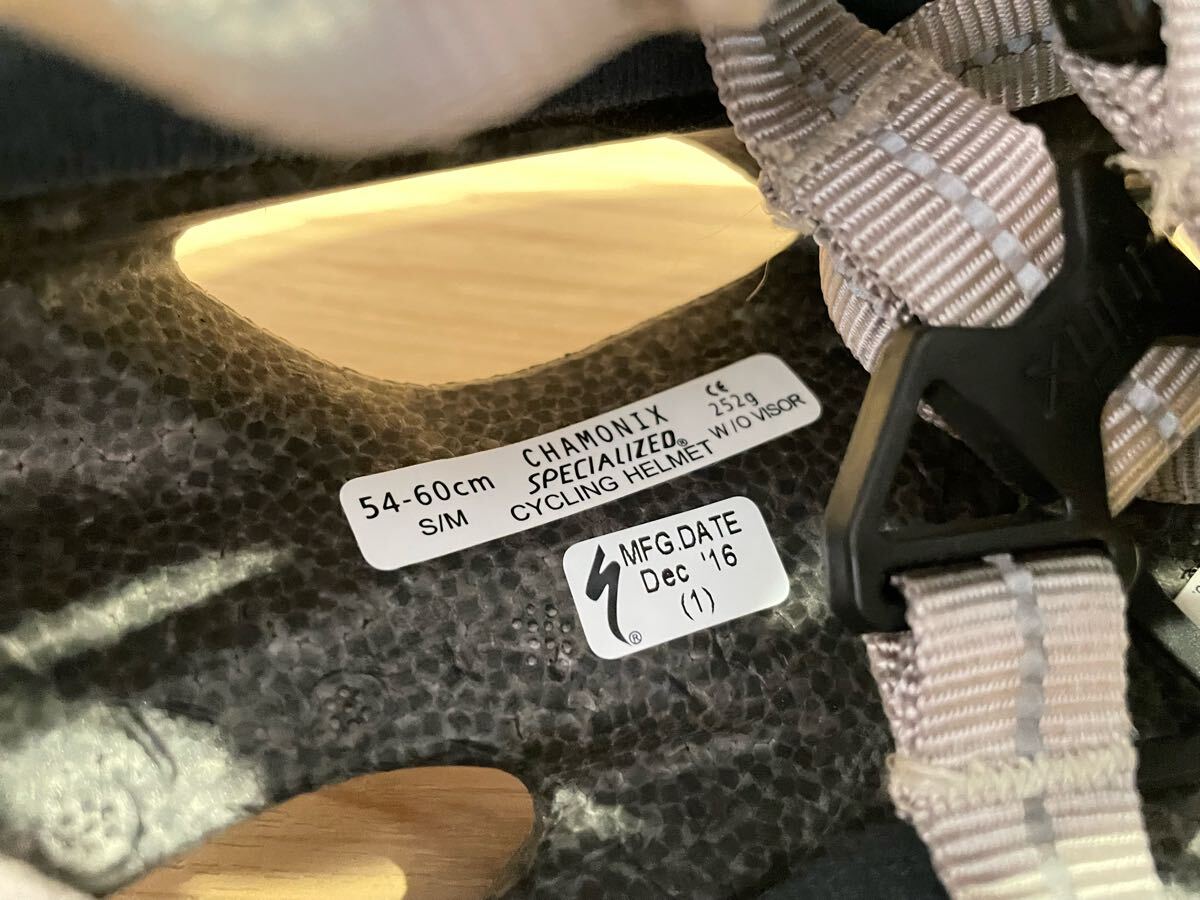 54-60cm
S/M
CHAMONIX
SPECIALIZED®
CYCLING HELMET
CE
252g
W/O VISOR
MFG.DATE
Dec '16
(1)
®